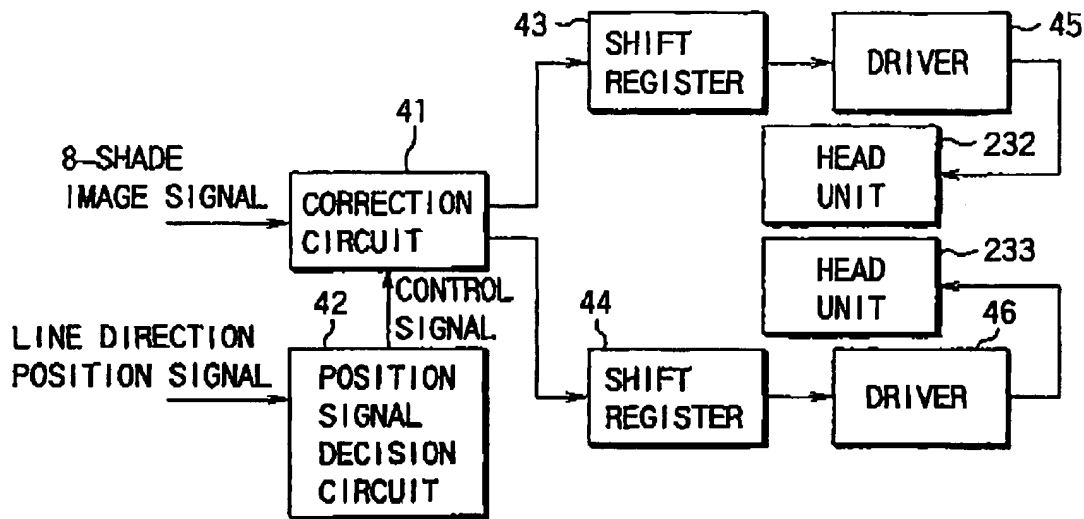 43
SHIFT
REGISTER
45
DRIVER
41
8-SHADE
IMAGE SIGNAL
CORRECTION
CIRCUIT
232
HEAD
UNIT
233
HEAD
UNIT
CONTROL
SIGNAL
42
LINE DIRECTION
POSITION SIGNAL
POSITION
SIGNAL
DECISION
CIRCUIT
44
SHIFT
REGISTER
46
DRIVER